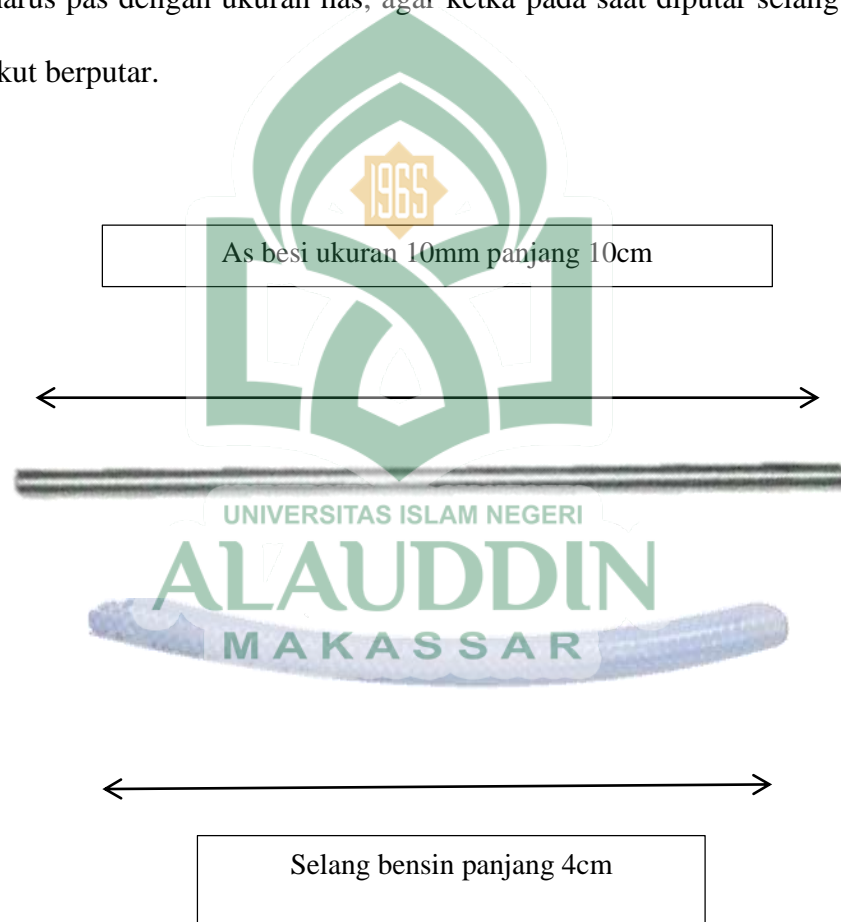 harus pas dengan ukuran has, agar ketka pada saat diputar selang
kut berputar.
1965
As besi ukuran 10mm panjang 10cm
UNIVERSITAS ISLAM NEGERI
ALAUDDIN
MAKASSAR
Selang bensin panjang 4cm